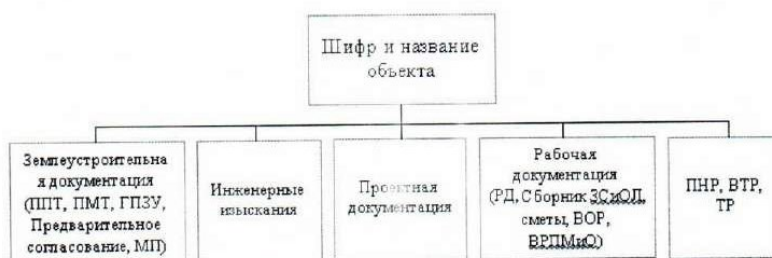 Шифр и название
объекта
Землеустроительна
я документация
(ППТ, ПМТ, ГПЗУ,
Предварительное
согласование, МП)
Инженерные
изыскания
Проектная
документация
Рабочая
документация
(РД, Сборник ЗСиОЛ,
сметы, ВОР,
ВРПМиО)
ПНР, ВТР,
ТР